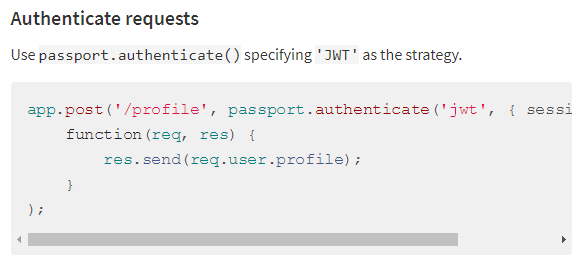 Authenticate requests
Use passport.authenticate() specifying 'JWT' as the strategy.
app.post('/profile', passport.authenticate('jwt', { sessi
    function(req, res) {
        res.send(req.user.profile);
    }
);